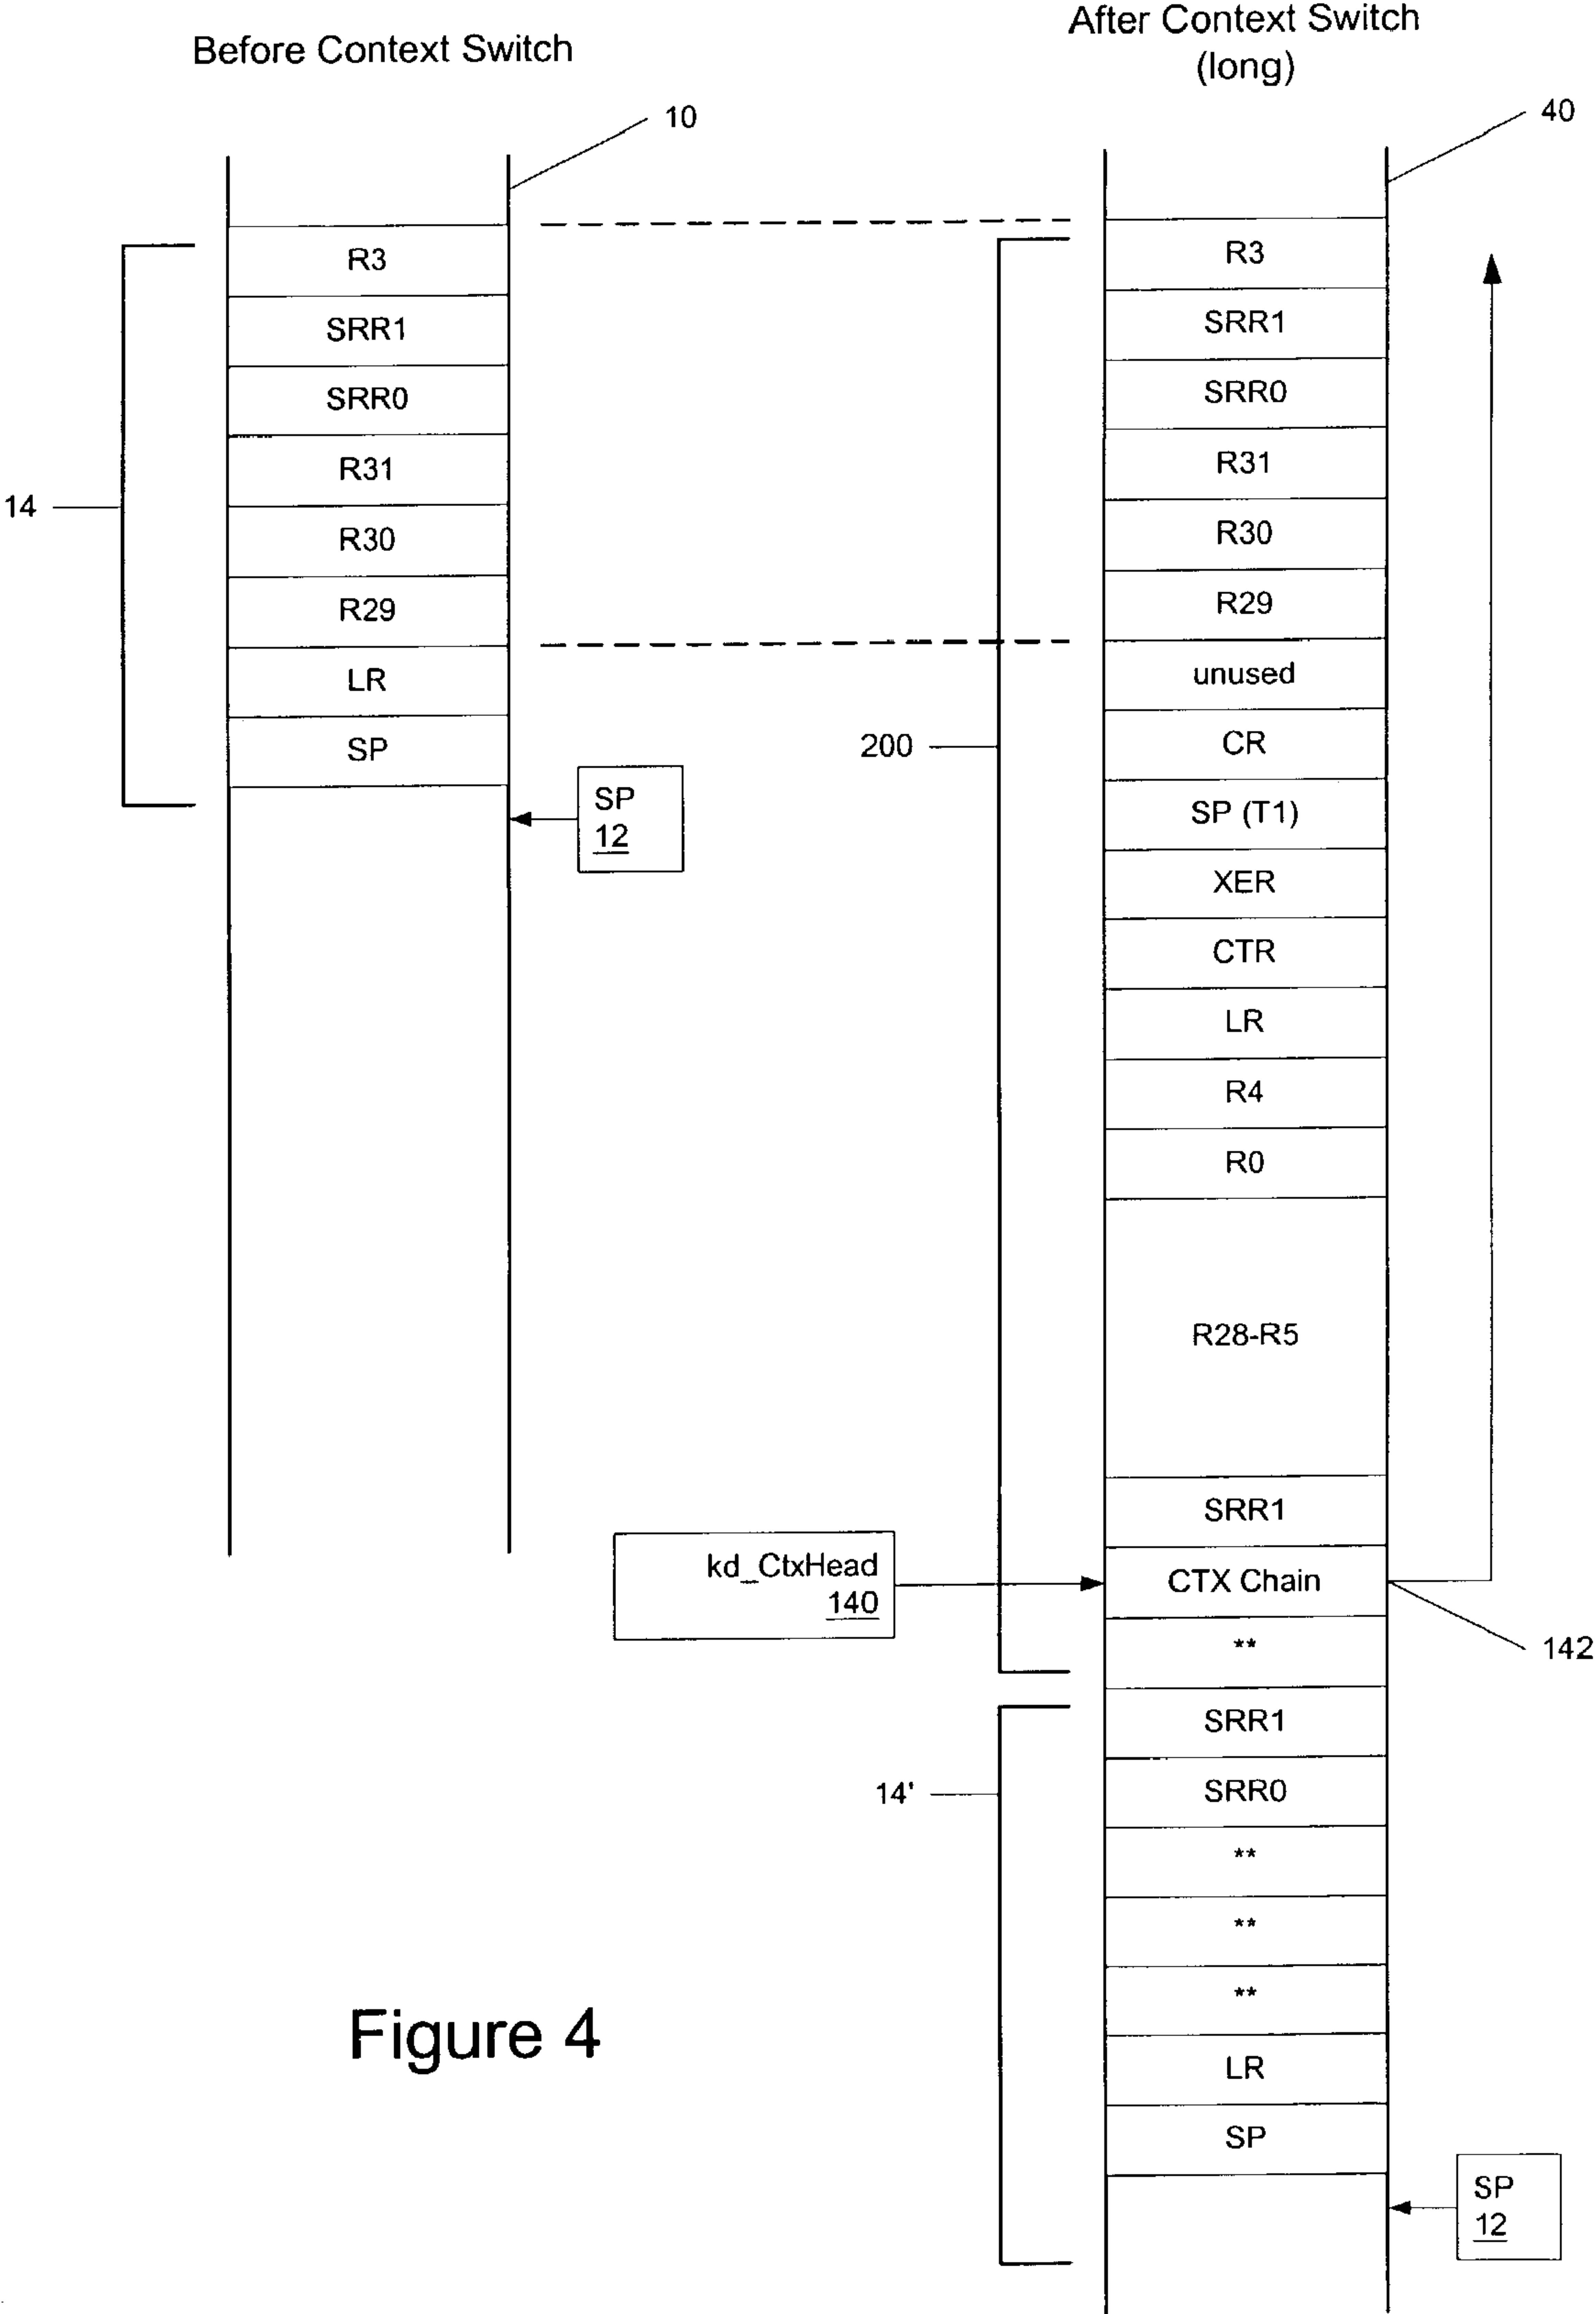 Before Context Switch
After Context Switch
(long)
10
40
R3
SRR1
SRR0
R31
R30
R29
LR
SP
14
SP
12
R3
SRR1
SRR0
R31
R30
R29
unused
CR
SP (T1)
XER
CTR
LR
R4
R0
R28-R5
SRR1
CTX Chain
**
200
kd_CtxHead
140
142
SRR1
SRR0
**
**
**
LR
SP
14'
SP
12
Figure 4